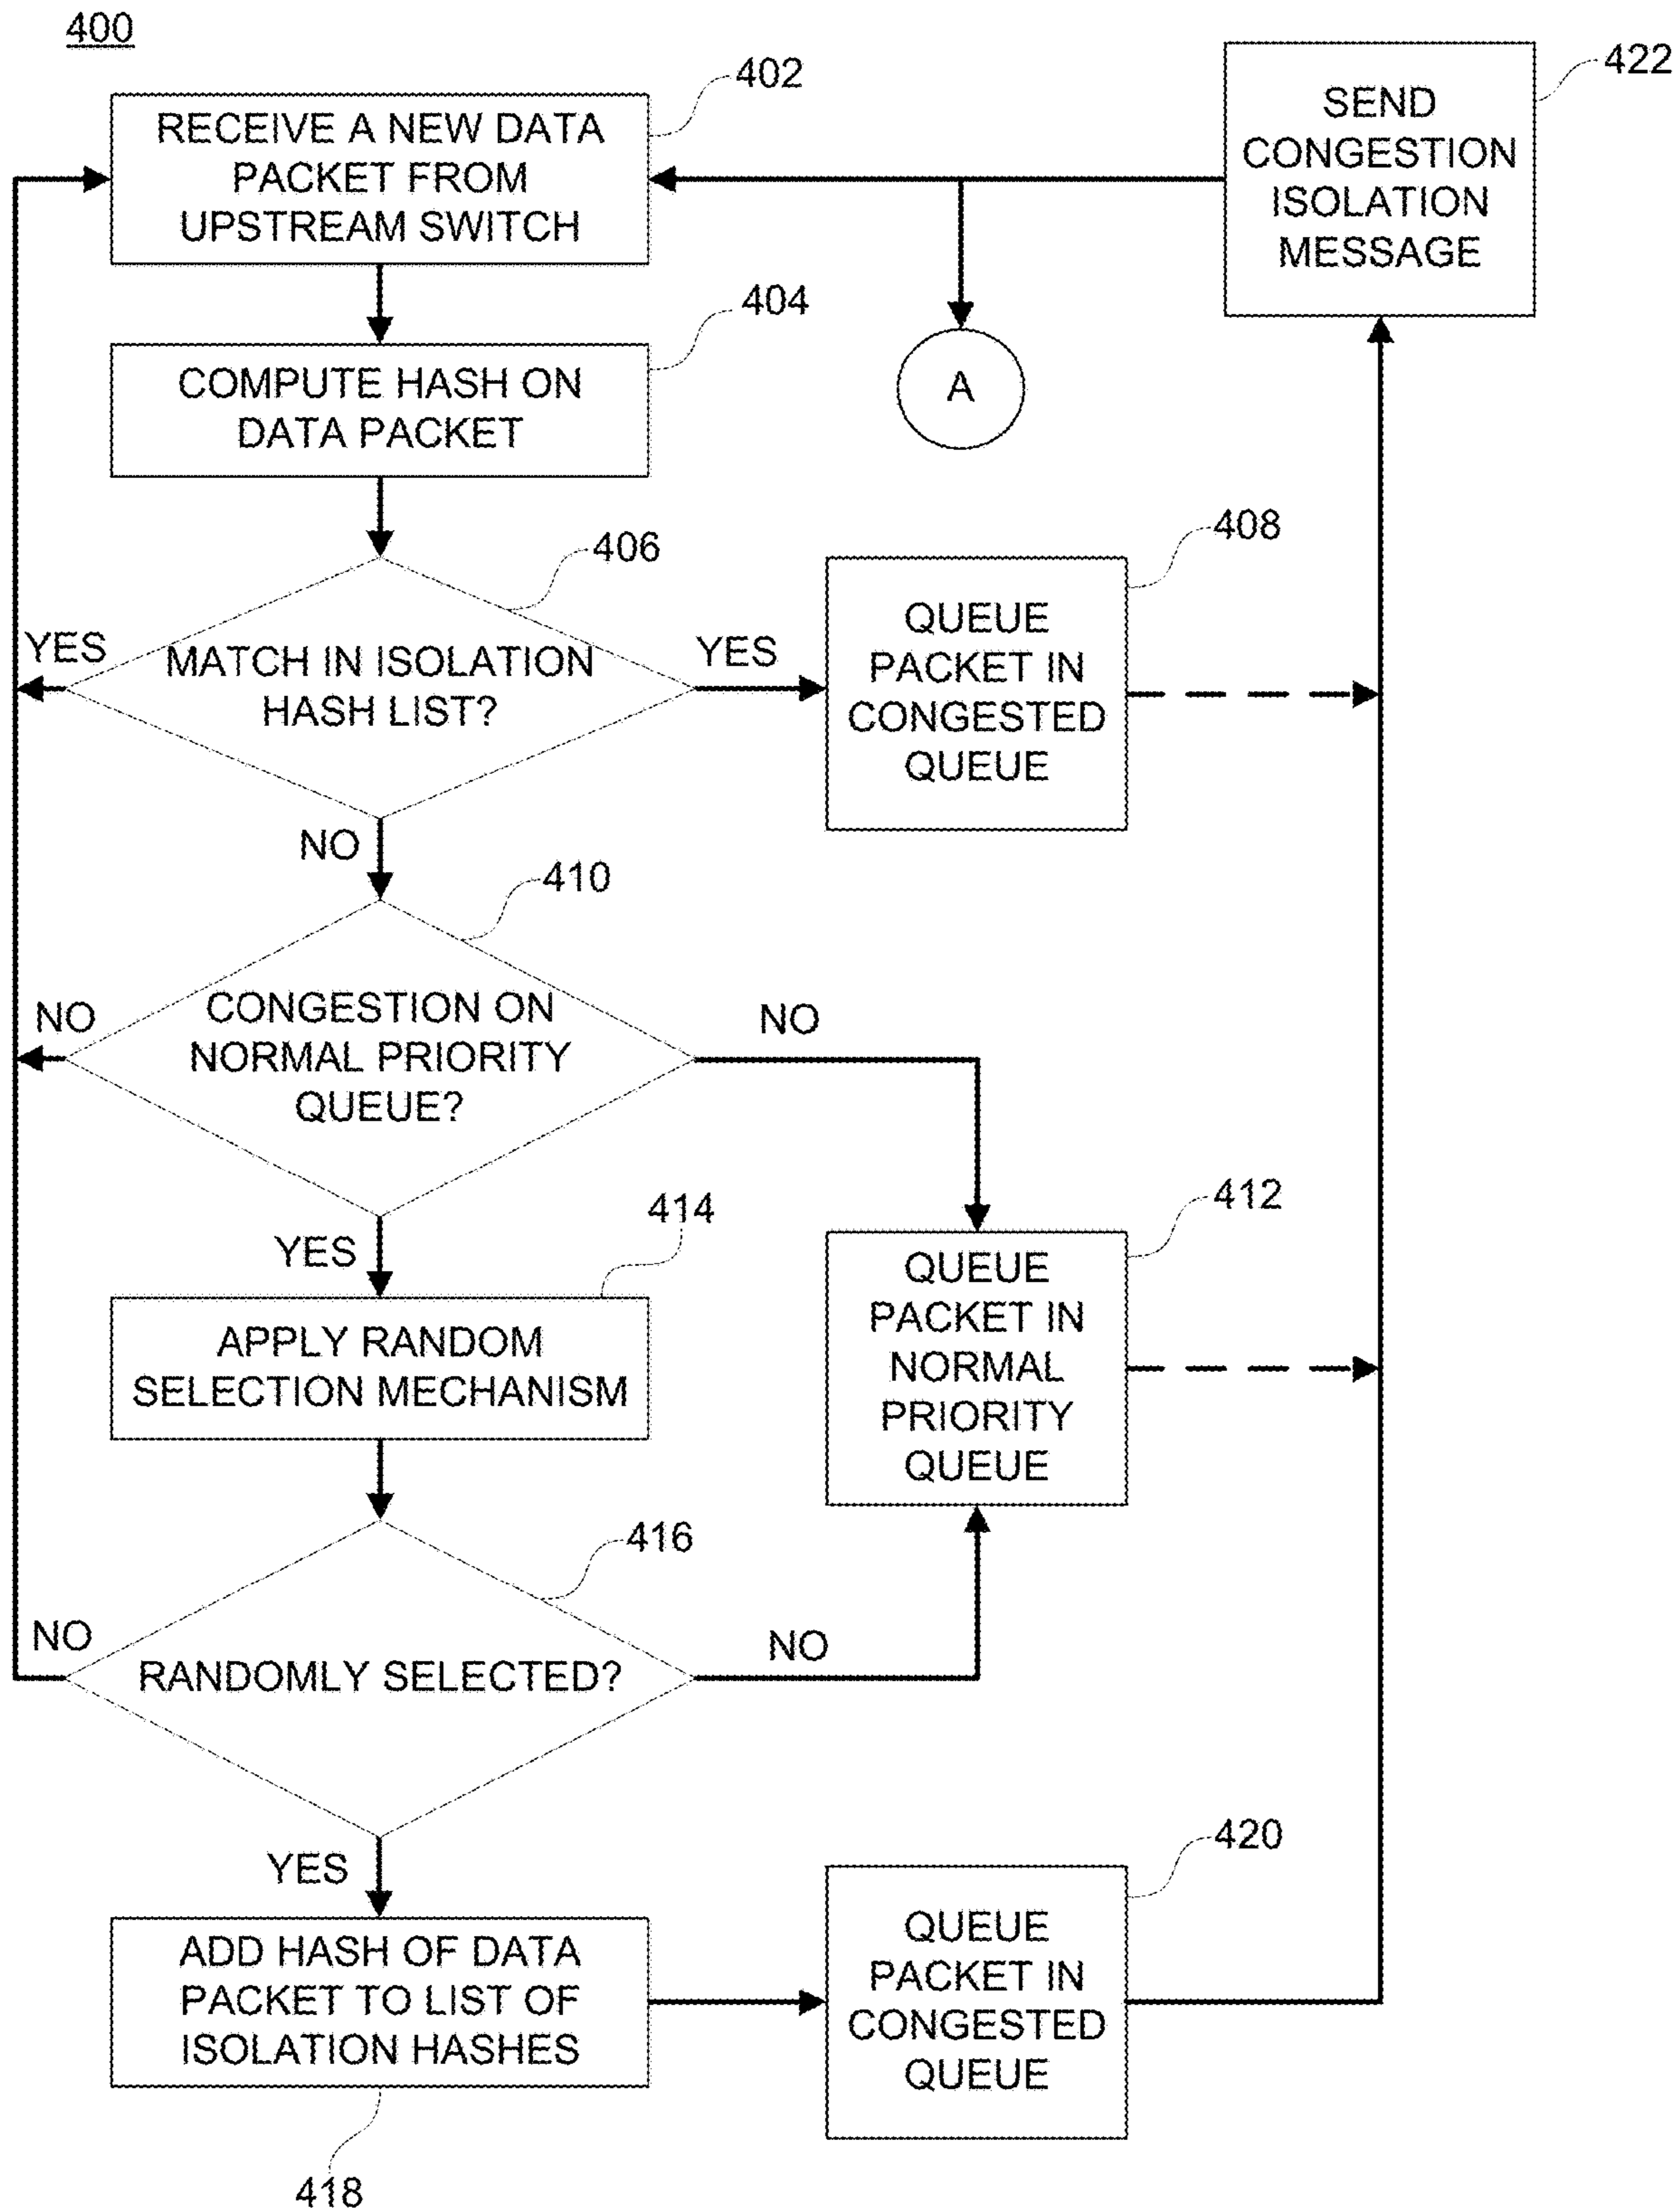 400
402
RECEIVE A NEW DATA
PACKET FROM
UPSTREAM SWITCH
422
SEND
CONGESTION
ISOLATION
MESSAGE
404
COMPUTE HASH ON
DATA PACKET
A
406
YES
MATCH IN ISOLATION
HASH LIST?
YES
408
QUEUE
PACKET IN
CONGESTED
QUEUE
NO
410
NO
CONGESTION ON
NORMAL PRIORITY
QUEUE?
NO
YES
414
APPLY RANDOM
SELECTION MECHANISM
412
QUEUE
PACKET IN
NORMAL
PRIORITY
QUEUE
416
NO
RANDOMLY SELECTED?
NO
YES
ADD HASH OF DATA
PACKET TO LIST OF
ISOLATION HASHES
418
420
QUEUE
PACKET IN
CONGESTED
QUEUE